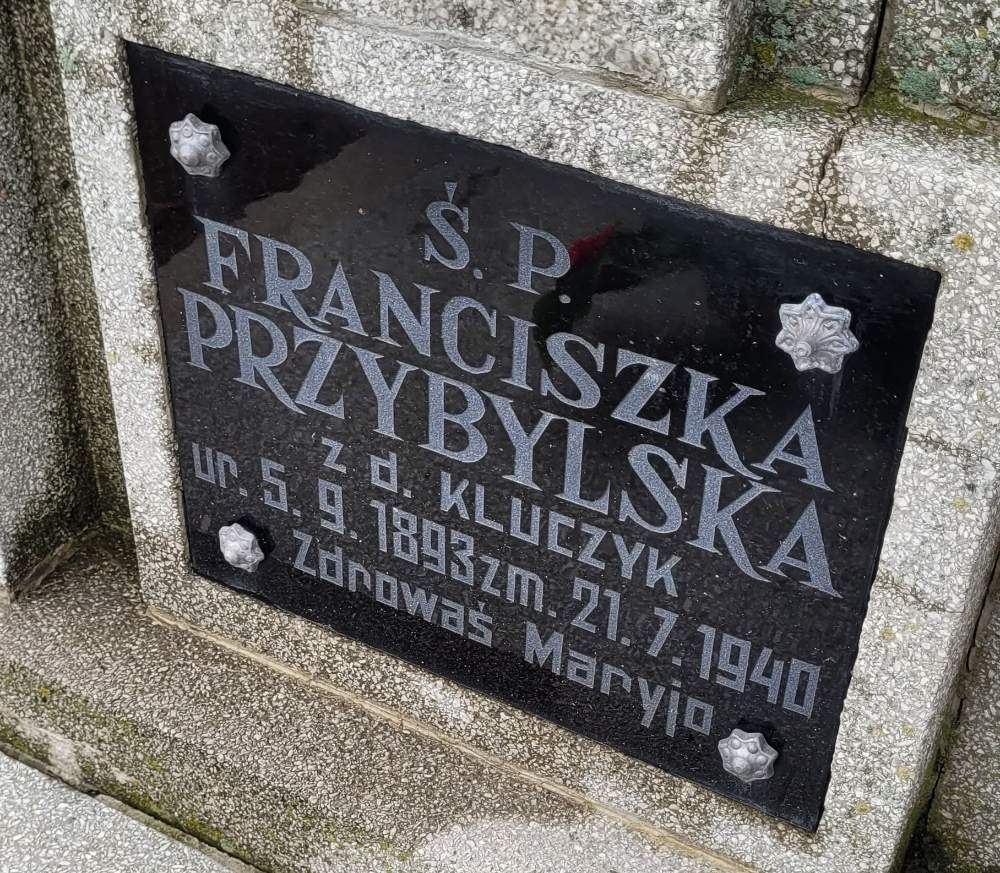 Ś. P.
FRANCISZKA
PRZYBYLSKA
z d. KLUCZYK
ur. 5. 9. 1893 zm. 21. 7. 1940
Zdrowaś Maryjo